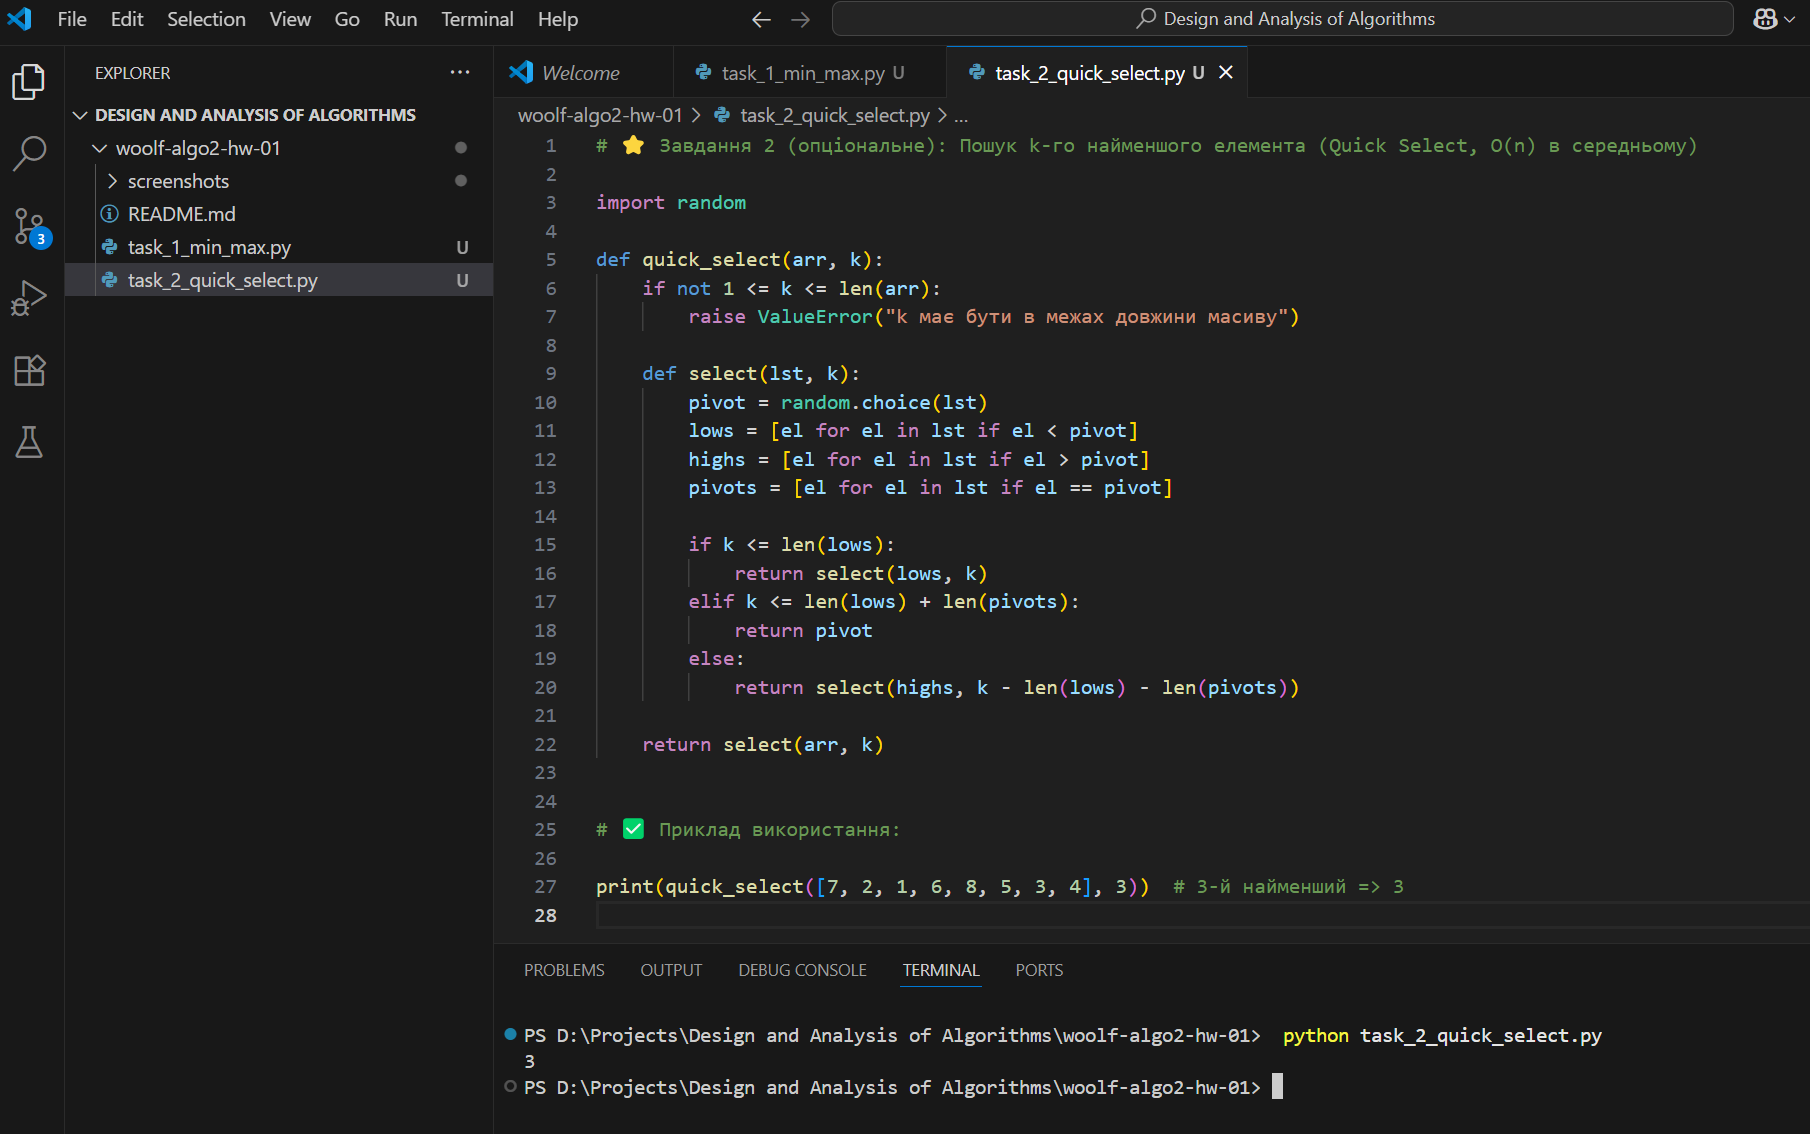 File Edit Selection View Go Run Terminal Help
Design and Analysis of Algorithms
EXPLORER
DESIGN AND ANALYSIS OF ALGORITHMS
woolf-algo2-hw-01
screenshots
README.md
task_1_min_max.py U
task_2_quick_select.py U
3
Welcome
task_1_min_max.py U
task_2_quick_select.py U
woolf-algo2-hw-01 > task_2_quick_select.py > ...
1 # ⭐ Завдання 2 (опціональне): Пошук k-го найменшого елемента (Quick Select, O(n) в середньому)
2
3 import random
4
5 def quick_select(arr, k):
6     if not 1 <= k <= len(arr):
7         raise ValueError("k має бути в межах довжини масиву")
8
9     def select(lst, k):
10         pivot = random.choice(lst)
11         lows = [el for el in lst if el < pivot]
12         highs = [el for el in lst if el > pivot]
13         pivots = [el for el in lst if el == pivot]
14
15         if k <= len(lows):
16             return select(lows, k)
17         elif k <= len(lows) + len(pivots):
18             return pivot
19         else:
20             return select(highs, k - len(lows) - len(pivots))
21
22     return select(arr, k)
23
24
25 # ✅ Приклад використання:
26
27 print(quick_select([7, 2, 1, 6, 8, 5, 3, 4], 3))  # 3-й найменший => 3
28
PROBLEMS OUTPUT DEBUG CONSOLE TERMINAL PORTS
PS D:\Projects\Design and Analysis of Algorithms\woolf-algo2-hw-01> python task_2_quick_select.py
3
PS D:\Projects\Design and Analysis of Algorithms\woolf-algo2-hw-01>